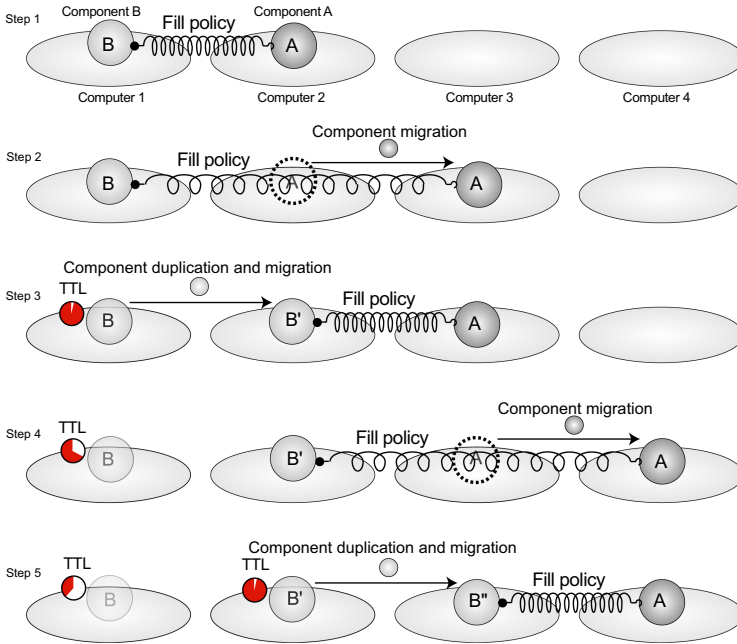 Step 1
Component B
Fill policy
Component A
B
A
Computer 1
Computer 2
Computer 3
Computer 4
Component migration
Step 2
Fill policy
B
A
A
Component duplication and migration
TTL
Step 3
Fill policy
B
B'
A
Component migration
TTL
Step 4
Fill policy
B
B'
A
A
Component duplication and migration
TTL
TTL
Step 5
Fill policy
B
B'
B"
A